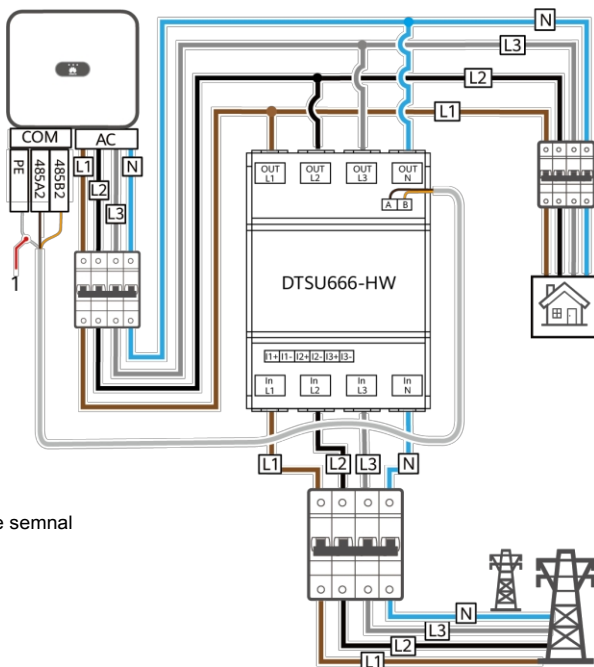 N
L3
L2
L1
COM
AC
PE
485A2
485B2
L1
L2
L3
N
1
OUT
L1
OUT
L2
OUT
L3
OUT
N
A B
DTSU666-HW
I1+ I1- I2+ I2- I3+ I3-
In
L1
In
L2
In
L3
In
N
L1
L2
L3
N
e semnal
N
L3
L2
L1